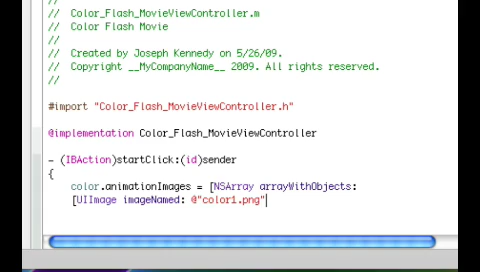 //
//  Color_Flash_MovieViewController.m
//  Color Flash Movie
//
//  Created by Joseph Kennedy on 5/26/09.
//  Copyright __MyCompanyName__ 2009. All rights reserved.
//
#import "Color_Flash_MovieViewController.h"
@implementation Color_Flash_MovieViewController
- (IBAction)startClick:(id)sender
{
color.animationImages = [NSArray arrayWithObjects:
[UIImage imageNamed: @"color1.png"